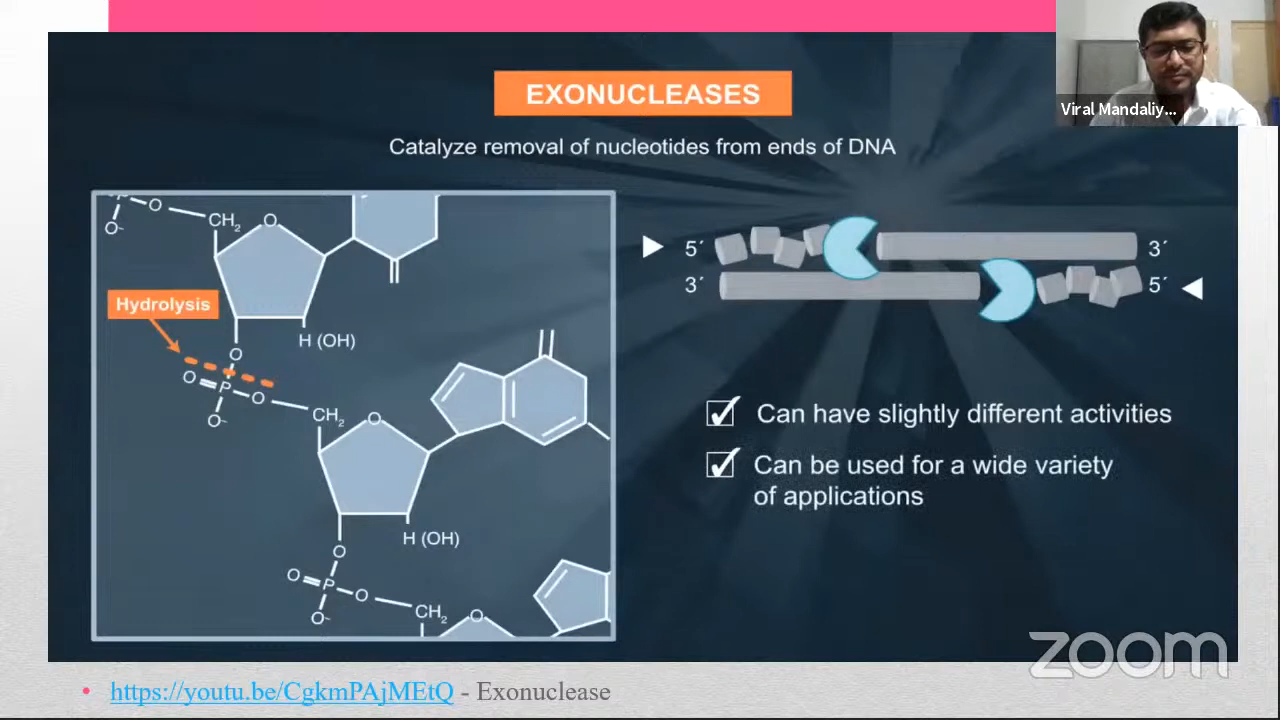 EXONUCLEASES
Viral Mandaliy...
Catalyze removal of nucleotides from ends of DNA
P
O
O-
CH2
O
Hydrolysis
H (OH)
O
O
P
O
O-
CH2
O
H (OH)
O
O
P
O
O-
CH2
O
5´
3´
3´
5´
Can have slightly different activities
Can be used for a wide variety
of applications
zoom
• https://youtu.be/CgkmPAjMEtQ - Exonuclease